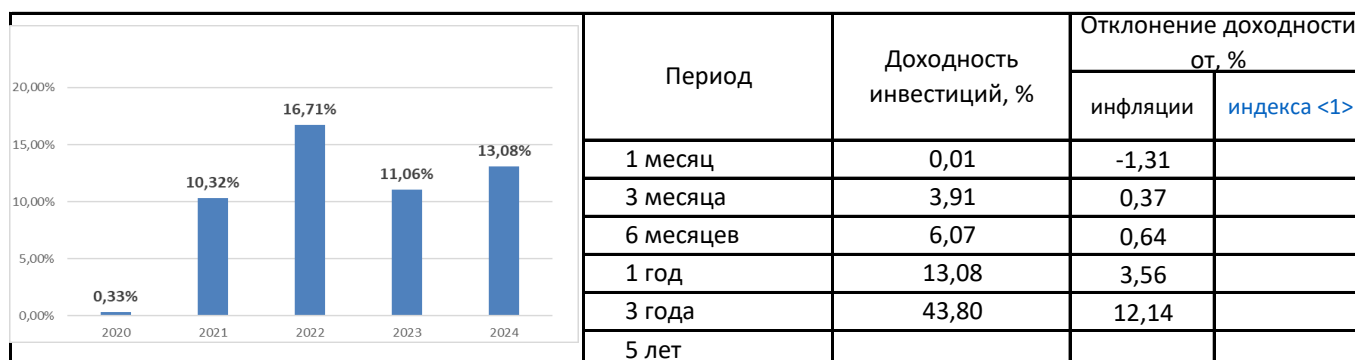 20,00%
15,00%
10,00%
5,00%
0,00%
0,33%
10,32%
16,71%
11,06%
13,08%
2020 2021 2022 2023 2024
Период
Доходность
инвестиций, %
Отклонение доходности
от, %
инфляции
индекса <1>
1 месяц 0,01 -1,31
3 месяца 3,91 0,37
6 месяцев 6,07 0,64
1 год 13,08 3,56
3 года 43,80 12,14
5 лет